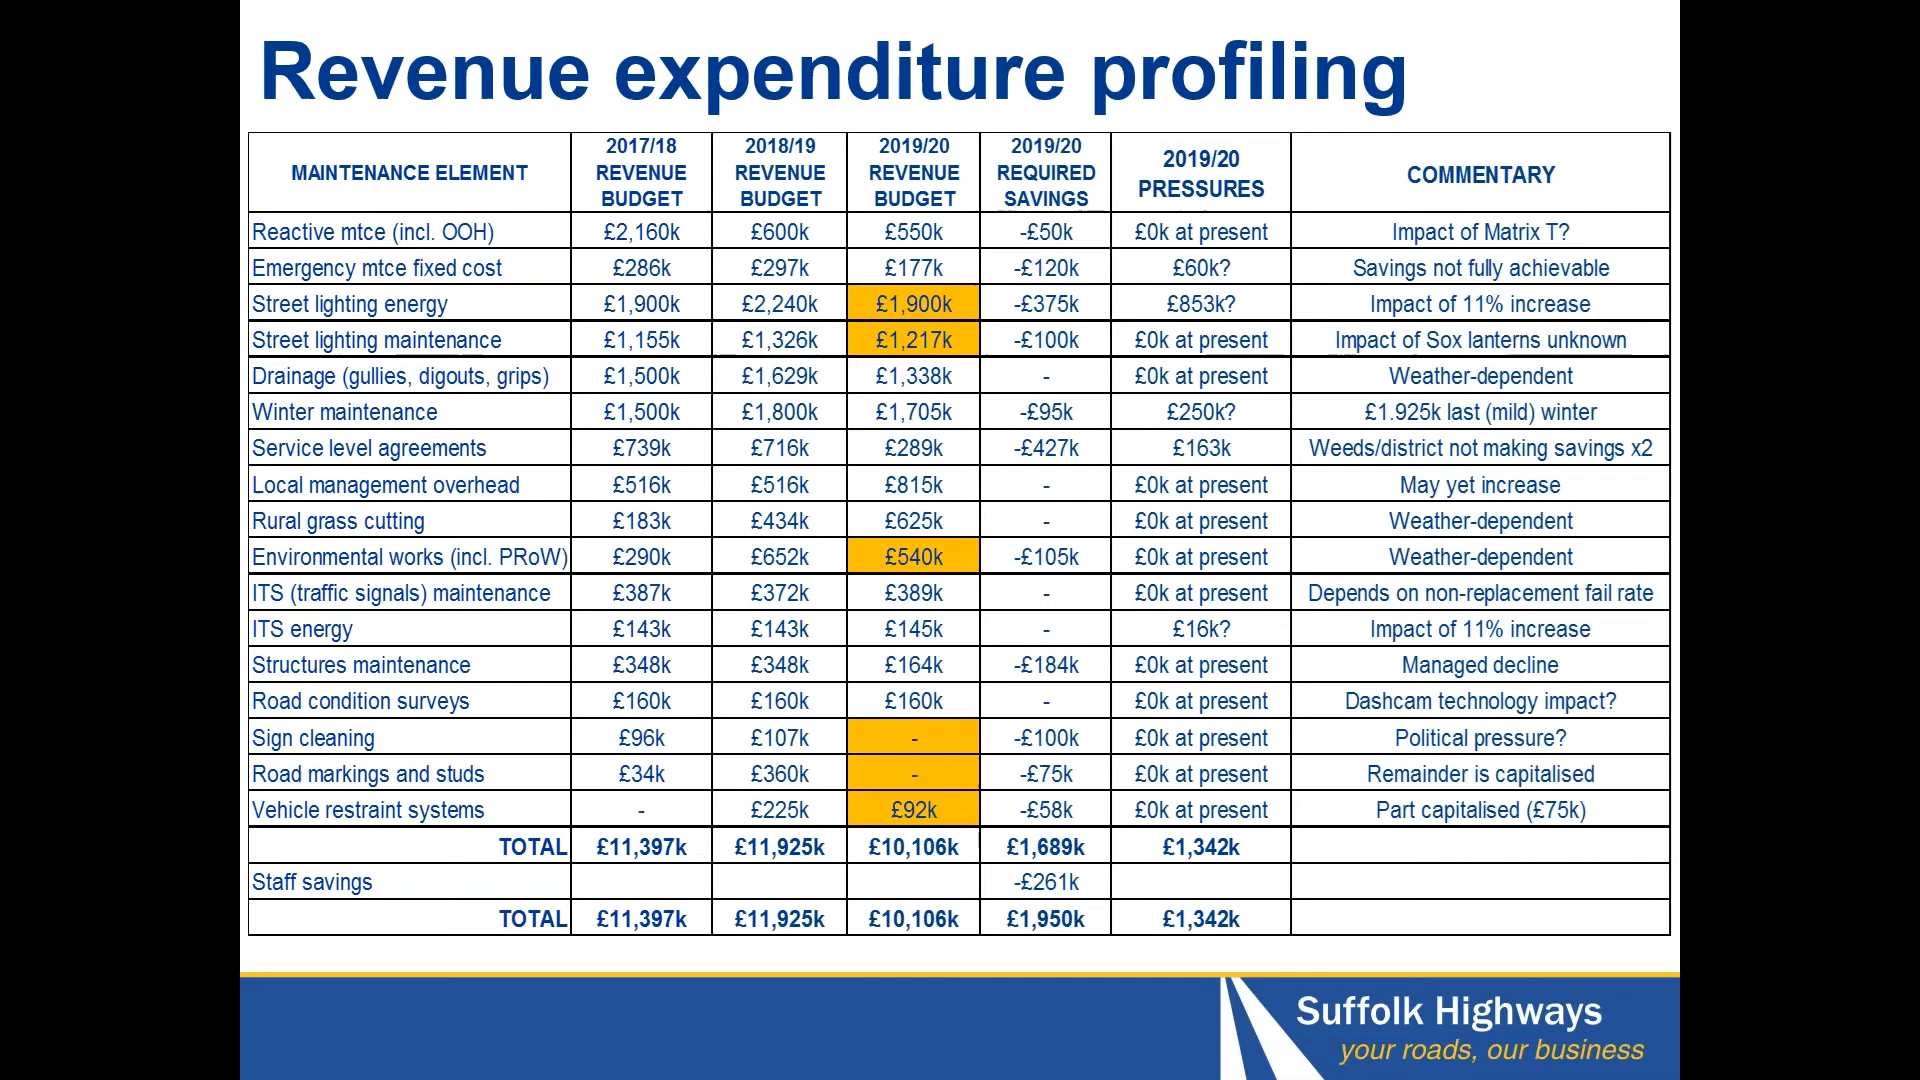 Revenue expenditure profiling
MAINTENANCE ELEMENT 2017/18 REVENUE BUDGET 2018/19 REVENUE BUDGET 2019/20 REVENUE BUDGET 2019/20 REQUIRED SAVINGS 2019/20 PRESSURES COMMENTARY
Reactive mtce (incl. OOH) £2,160k £600k £550k -£50k £0k at present Impact of Matrix T?
Emergency mtce fixed cost £286k £297k £177k -£120k £60k? Savings not fully achievable
Street lighting energy £1,900k £2,240k £1,900k -£375k £853k? Impact of 11% increase
Street lighting maintenance £1,155k £1,326k £1,217k -£100k £0k at present Impact of Sox lanterns unknown
Drainage (gullies, digouts, grips) £1,500k £1,629k £1,338k - £0k at present Weather-dependent
Winter maintenance £1,500k £1,800k £1,705k -£95k £250k? £1.925k last (mild) winter
Service level agreements £739k £716k £289k -£427k £163k Weeds/district not making savings x2
Local management overhead £516k £516k £815k - £0k at present May yet increase
Rural grass cutting £183k £434k £625k - £0k at present Weather-dependent
Environmental works (incl. PRoW) £290k £652k £540k -£105k £0k at present Weather-dependent
ITS (traffic signals) maintenance £387k £372k £389k - £0k at present Depends on non-replacement fail rate
ITS energy £143k £143k £145k - £16k? Impact of 11% increase
Structures maintenance £348k £348k £164k -£184k £0k at present Managed decline
Road condition surveys £160k £160k £160k - £0k at present Dashcam technology impact?
Sign cleaning £96k £107k - -£100k £0k at present Political pressure?
Road markings and studs £34k £360k - -£75k £0k at present Remainder is capitalised
Vehicle restraint systems - £225k £92k -£58k £0k at present Part capitalised (£75k)
TOTAL £11,397k £11,925k £10,106k £1,689k £1,342k
Staff savings -£261k
TOTAL £11,397k £11,925k £10,106k £1,950k £1,342k
Suffolk Highways
your roads, our business